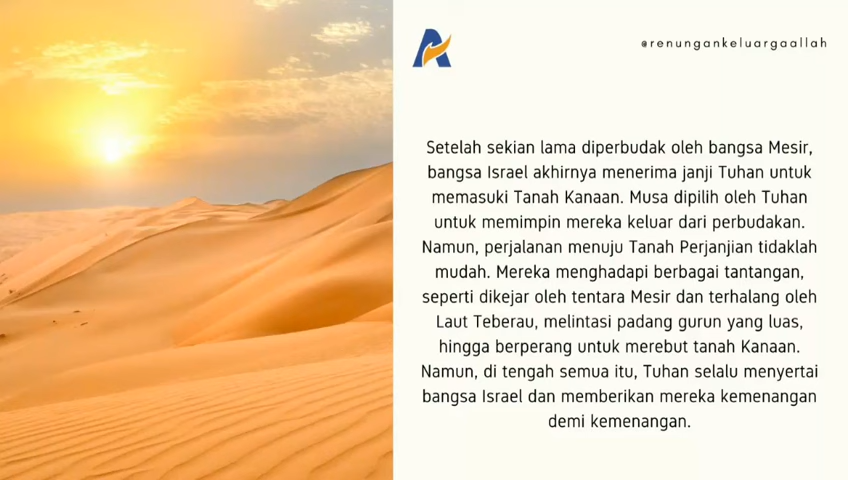 @renungankeluargaallah
Setelah sekian lama diperbudak oleh bangsa Mesir,
bangsa Israel akhirnya menerima janji Tuhan untuk
memasuki Tanah Kanaan. Musa dipilih oleh Tuhan
untuk memimpin mereka keluar dari perbudakan.
Namun, perjalanan menuju Tanah Perjanjian tidaklah
mudah. Mereka menghadapi berbagai tantangan,
seperti dikejar oleh tentara Mesir dan terhalang oleh
Laut Teberau, melintasi padang gurun yang luas,
hingga berperang untuk merebut tanah Kanaan.
Namun, di tengah semua itu, Tuhan selalu menyertai
bangsa Israel dan memberikan mereka kemenangan
demi kemenangan.